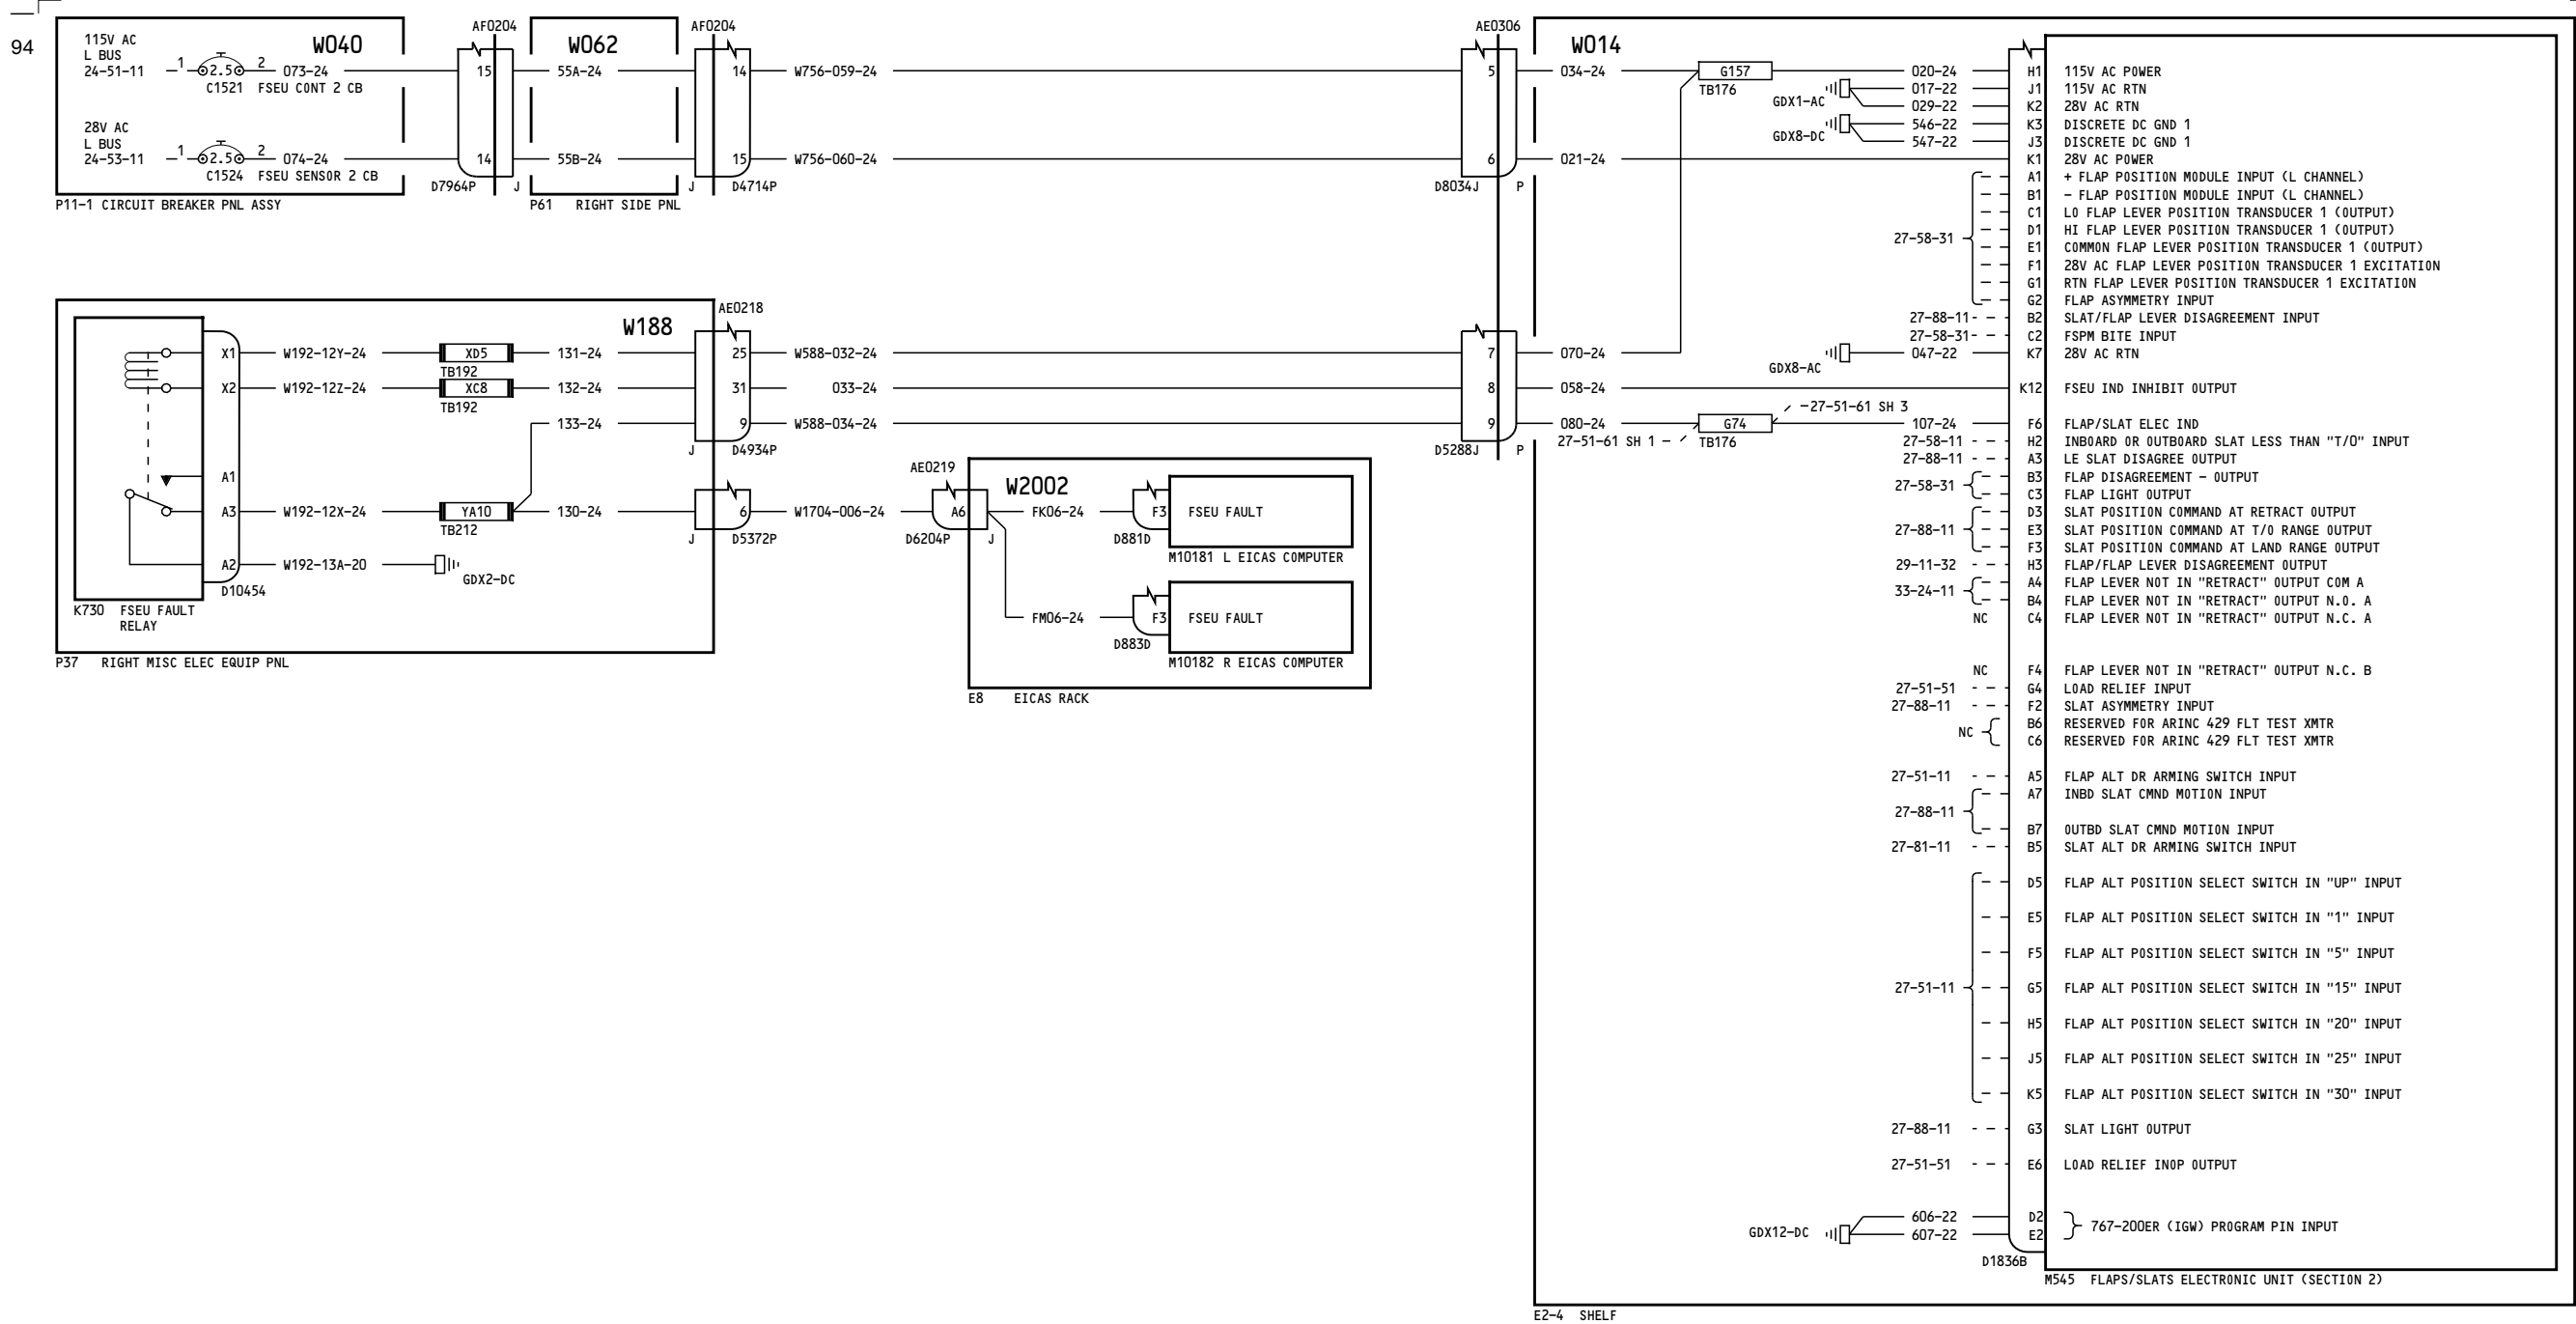 94
115V AC
L BUS
24-51-11
1
2.5
2
073-24
C1521 FSEU CONT 2 CB
W040
28V AC
L BUS
24-53-11
1
2.5
2
074-24
C1524 FSEU SENSOR 2 CB
P11-1 CIRCUIT BREAKER PNL ASSY
AF0204
15
14
D7964P J
W062
55A-24
55B-24
P61 RIGHT SIDE PNL
AF0204
14
15
J D4714P
W756-059-24
W756-060-24
AE0306
5
6
D8034J P
W188
X1
X2
A1
A3
A2
D10454
K730 FSEU FAULT
RELAY
W192-12Y-24
XD5
TB192
131-24
W192-12Z-24
XC8
TB192
132-24
133-24
W192-12X-24
YA10
TB212
130-24
W192-13A-20
GDX2-DC
P37 RIGHT MISC ELEC EQUIP PNL
AE0218
25
31
9
J D4934P
6
J D5372P
W588-032-24
033-24
W588-034-24
W1704-006-24
7
8
9
D5288J P
AE0219
A6
D6204P J
W2002
FK06-24
F3
FSEU FAULT
D881D
M10181 L EICAS COMPUTER
FM06-24
F3
FSEU FAULT
D883D
M10182 R EICAS COMPUTER
E8 EICAS RACK
W014
034-24
G157
TB176
021-24
070-24
058-24
080-24
G74
TB176
27-51-61 SH 1
27-51-61 SH 3
GDX1-AC
GDX8-DC
GDX8-AC
020-24 H1 115V AC POWER
017-22 J1 115V AC RTN
029-22 K2 28V AC RTN
546-22 K3 DISCRETE DC GND 1
547-22 J3 DISCRETE DC GND 1
K1 28V AC POWER
A1 + FLAP POSITION MODULE INPUT (L CHANNEL)
B1 - FLAP POSITION MODULE INPUT (L CHANNEL)
C1 LO FLAP LEVER POSITION TRANSDUCER 1 (OUTPUT)
D1 HI FLAP LEVER POSITION TRANSDUCER 1 (OUTPUT)
27-58-31
E1 COMMON FLAP LEVER POSITION TRANSDUCER 1 (OUTPUT)
F1 28V AC FLAP LEVER POSITION TRANSDUCER 1 EXCITATION
G1 RTN FLAP LEVER POSITION TRANSDUCER 1 EXCITATION
G2 FLAP ASYMMETRY INPUT
27-88-11 B2 SLAT/FLAP LEVER DISAGREEMENT INPUT
27-58-31 C2 FSPM BITE INPUT
047-22 K7 28V AC RTN
K12 FSEU IND INHIBIT OUTPUT
107-24 F6 FLAP/SLAT ELEC IND
27-58-11 H2 INBOARD OR OUTBOARD SLAT LESS THAN "T/O" INPUT
27-88-11 A3 LE SLAT DISAGREE OUTPUT
B3 FLAP DISAGREEMENT - OUTPUT
27-58-31
C3 FLAP LIGHT OUTPUT
D3 SLAT POSITION COMMAND AT RETRACT OUTPUT
27-88-11 E3 SLAT POSITION COMMAND AT T/O RANGE OUTPUT
F3 SLAT POSITION COMMAND AT LAND RANGE OUTPUT
29-11-32 H3 FLAP/FLAP LEVER DISAGREEMENT OUTPUT
A4 FLAP LEVER NOT IN "RETRACT" OUTPUT COM A
33-24-11
B4 FLAP LEVER NOT IN "RETRACT" OUTPUT N.O. A
NC C4 FLAP LEVER NOT IN "RETRACT" OUTPUT N.C. A
NC F4 FLAP LEVER NOT IN "RETRACT" OUTPUT N.C. B
27-51-51 G4 LOAD RELIEF INPUT
27-88-11 F2 SLAT ASYMMETRY INPUT
B6 RESERVED FOR ARINC 429 FLT TEST XMTR
NC
C6 RESERVED FOR ARINC 429 FLT TEST XMTR
27-51-11 A5 FLAP ALT DR ARMING SWITCH INPUT
A7 INBD SLAT CMND MOTION INPUT
27-88-11
B7 OUTBD SLAT CMND MOTION INPUT
27-81-11 B5 SLAT ALT DR ARMING SWITCH INPUT
D5 FLAP ALT POSITION SELECT SWITCH IN "UP" INPUT
E5 FLAP ALT POSITION SELECT SWITCH IN "1" INPUT
F5 FLAP ALT POSITION SELECT SWITCH IN "5" INPUT
27-51-11 G5 FLAP ALT POSITION SELECT SWITCH IN "15" INPUT
H5 FLAP ALT POSITION SELECT SWITCH IN "20" INPUT
J5 FLAP ALT POSITION SELECT SWITCH IN "25" INPUT
K5 FLAP ALT POSITION SELECT SWITCH IN "30" INPUT
27-88-11 G3 SLAT LIGHT OUTPUT
27-51-51 E6 LOAD RELIEF INOP OUTPUT
GDX12-DC
606-22 D2
767-200ER (IGW) PROGRAM PIN INPUT
607-22 E2
D1836B
M545 FLAPS/SLATS ELECTRONIC UNIT (SECTION 2)
E2-4 SHELF